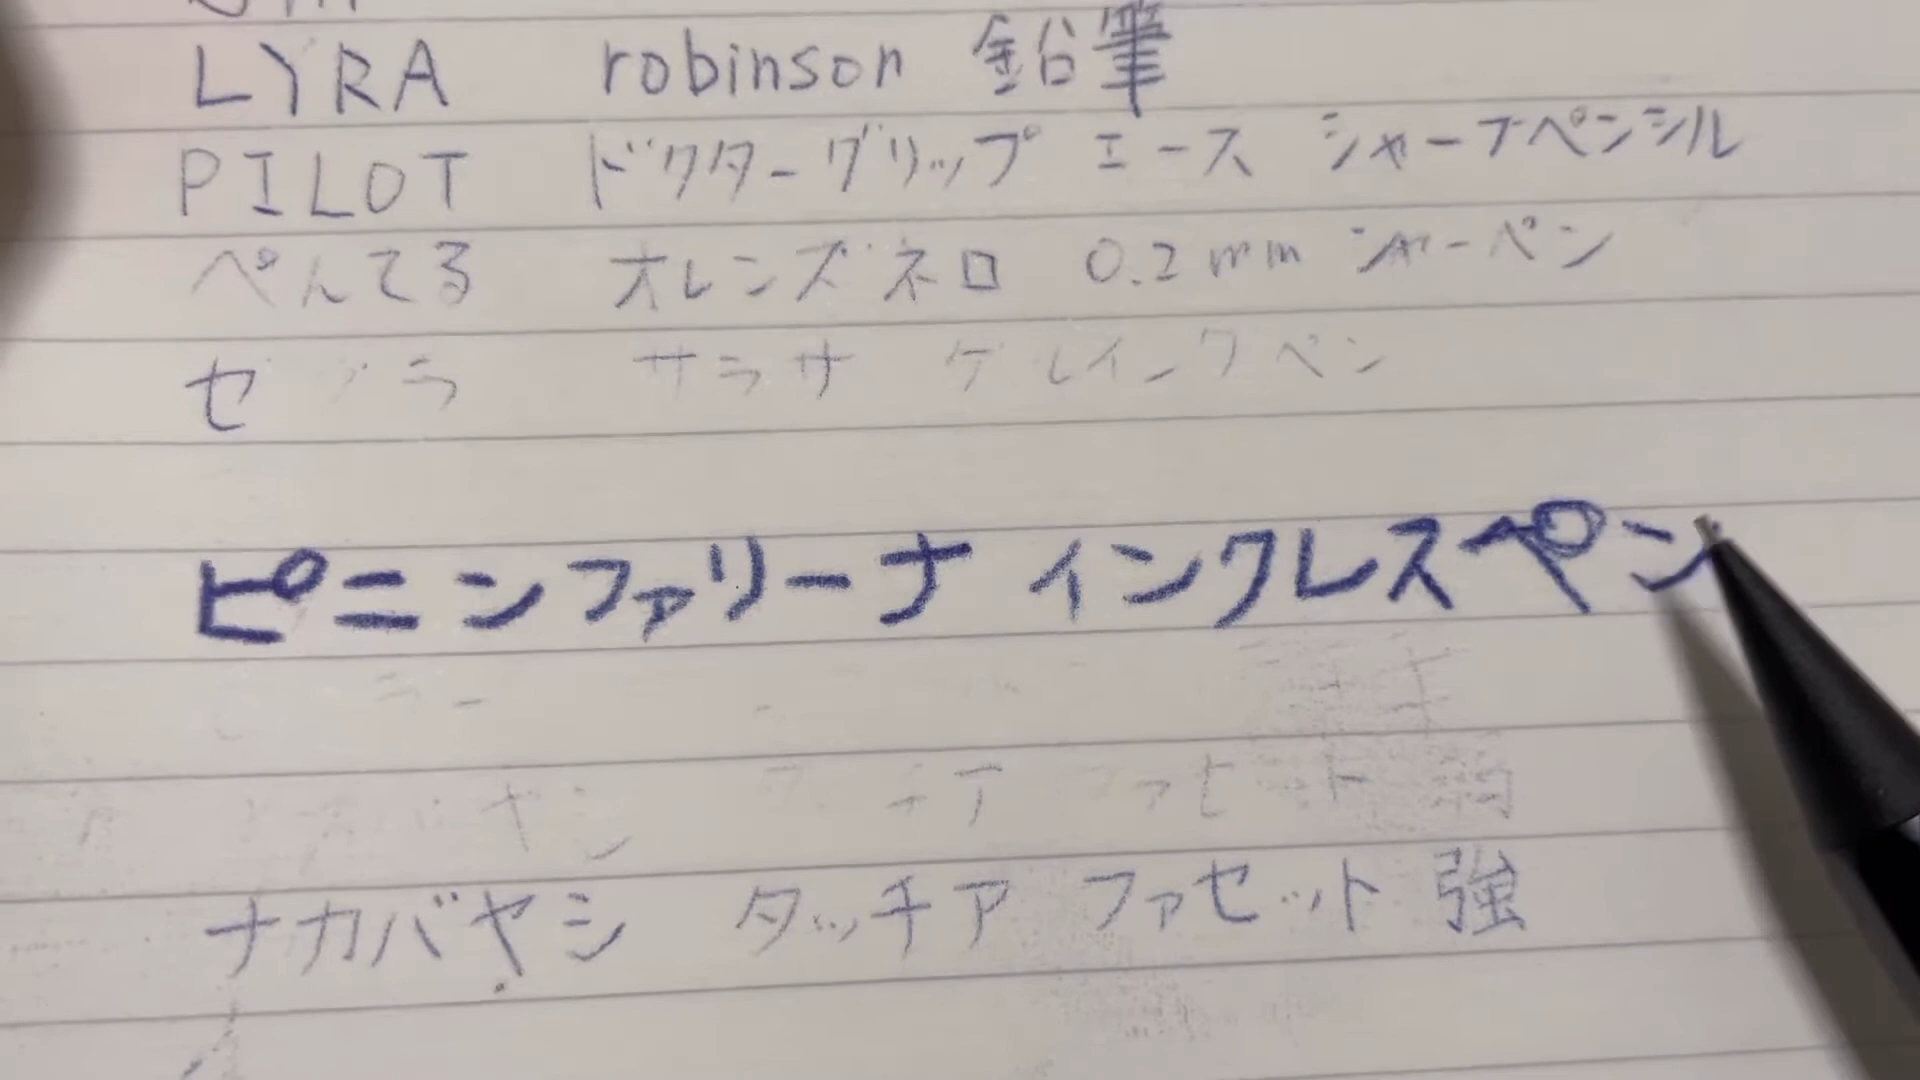 LYRA robinson 鉛筆
PILOT ドクターグリップ エース シャープペンシル
ぺんてる オレンズネロ 0.2mm シャーペン
ゼブラ サラサ ゲルインクペン
ピニンファリーナ インクレスペン
ナカバヤシ タッチア ファセット 強